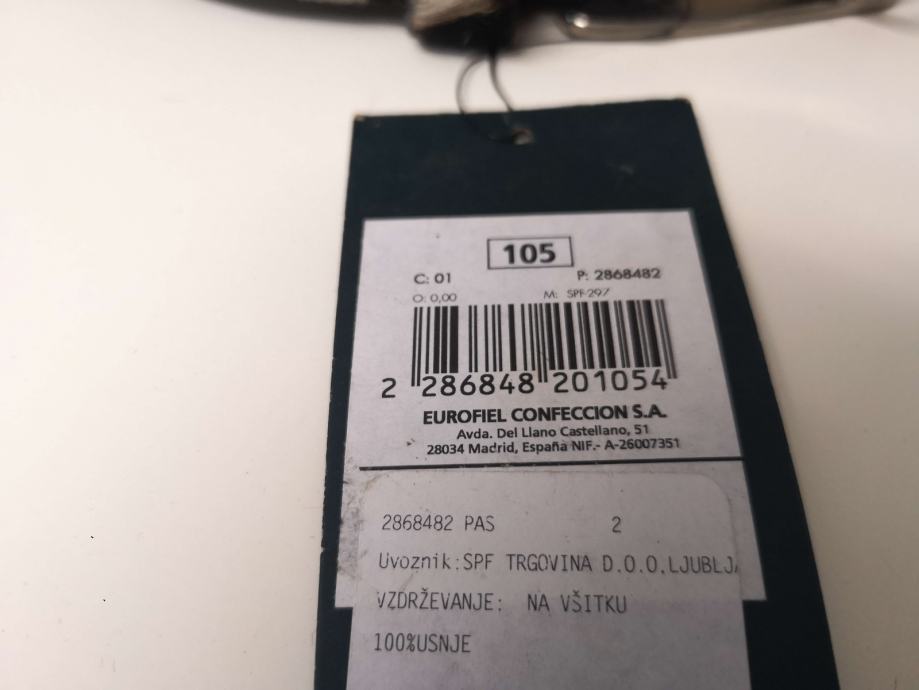 105
C: 01 P: 2868482
O: 0,00 M: SPF-297
2 286848 201054
EUROFIEL CONFECCION S.A.
Avda. Del Llano Castellano, 51
28034 Madrid, España NIF.- A-26007351
2868482 PAS 2
Uvoznik:SPF TRGOVINA D.O.O.LJUBLJ
VZDRŽEVANJE: NA VŠITKU
100%USNJE